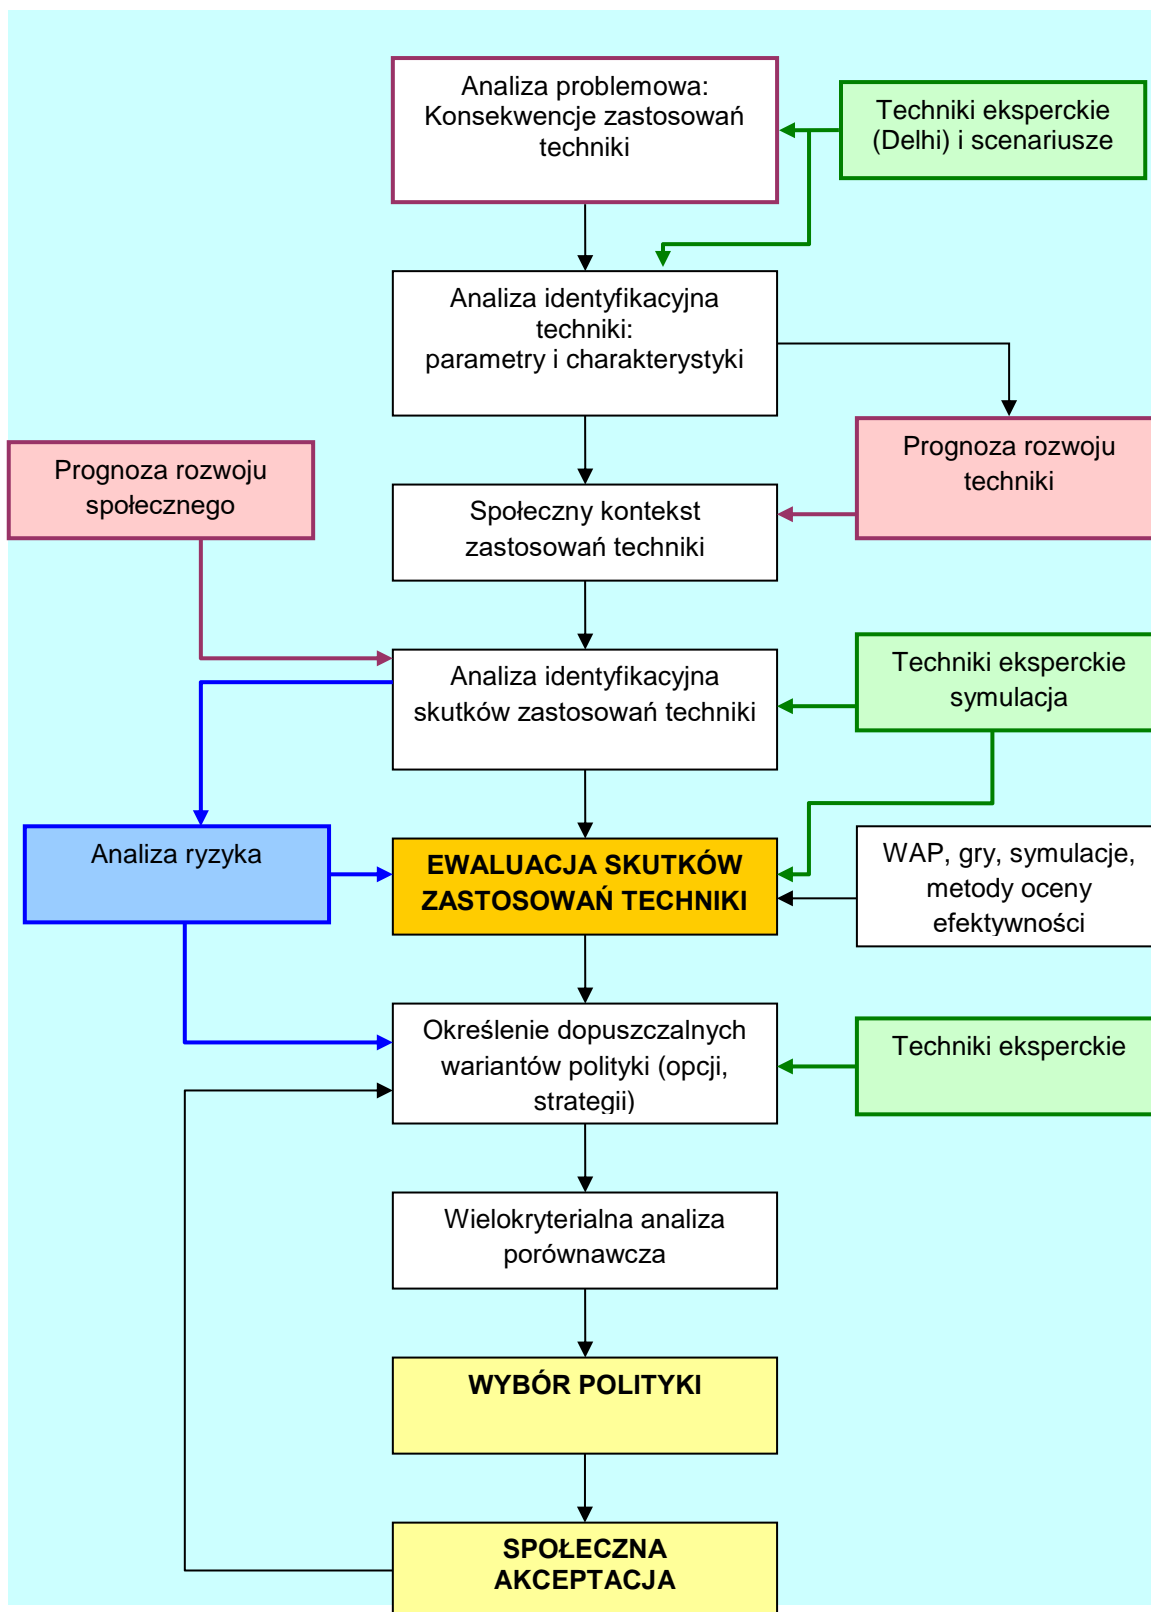 Analiza problemowa:
Konsekwencje zastosowań
techniki
Techniki eksperckie
(Delhi) i scenariusze
Analiza identyfikacyjna
techniki:
parametry i charakterystyki
Prognoza rozwoju
społecznego
Prognoza rozwoju
techniki
Społeczny kontekst
zastosowań techniki
Analiza identyfikacyjna
skutków zastosowań techniki
Techniki eksperckie
symulacja
Analiza ryzyka
EWALUACJA SKUTKÓW
ZASTOSOWAŃ TECHNIKI
WAP, gry, symulacje,
metody oceny
efektywności
Określenie dopuszczalnych
wariantów polityki (opcji,
strategii)
Techniki eksperckie
Wielokryterialna analiza
porównawcza
WYBÓR POLITYKI
SPOŁECZNA
AKCEPTACJA